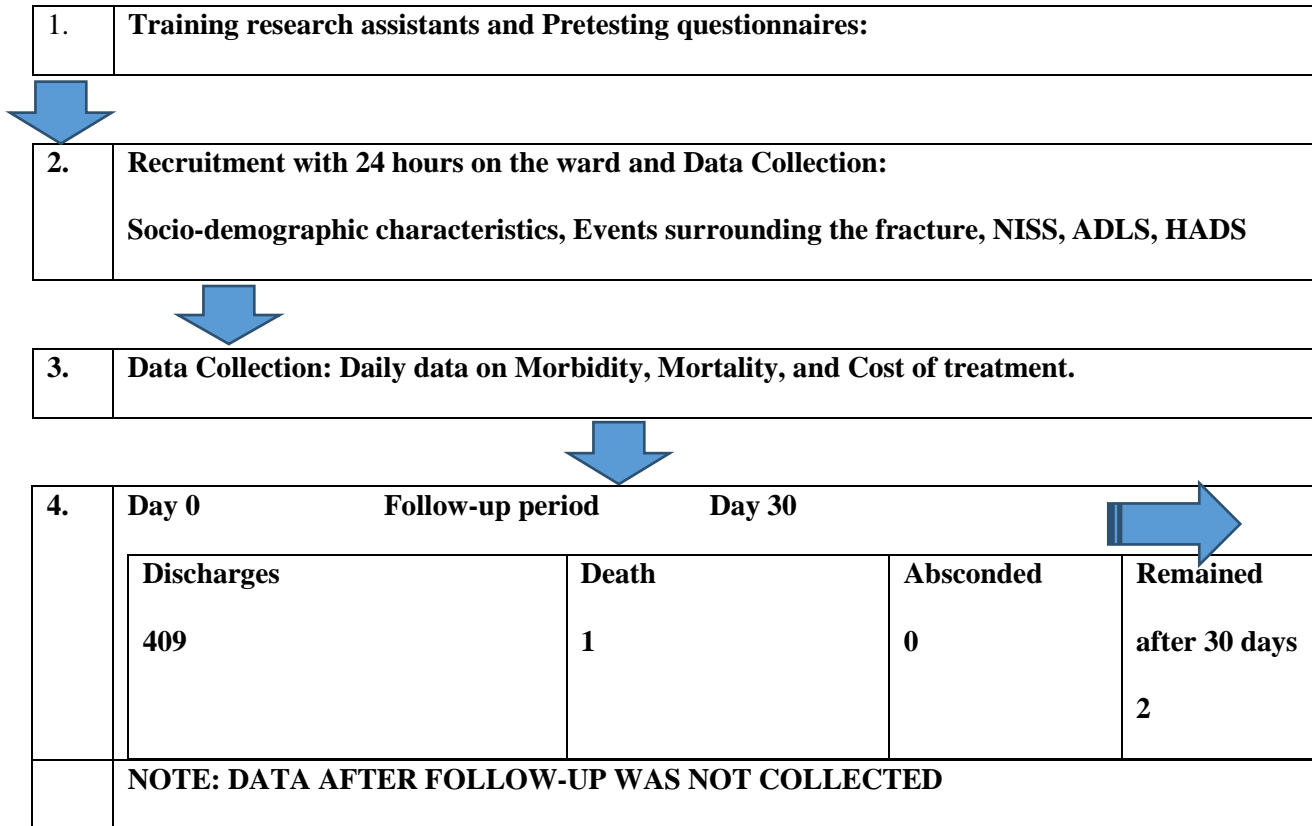 1. Training research assistants and Pretesting questionnaires:
2. Recruitment with 24 hours on the ward and Data Collection:
Socio-demographic characteristics, Events surrounding the fracture, NISS, ADLS, HADS
3. Data Collection: Daily data on Morbidity, Mortality, and Cost of treatment.
4. Day 0 Follow-up period Day 30
Discharges Death Absconded Remained
409 1 0 after 30 days
2
NOTE: DATA AFTER FOLLOW-UP WAS NOT COLLECTED